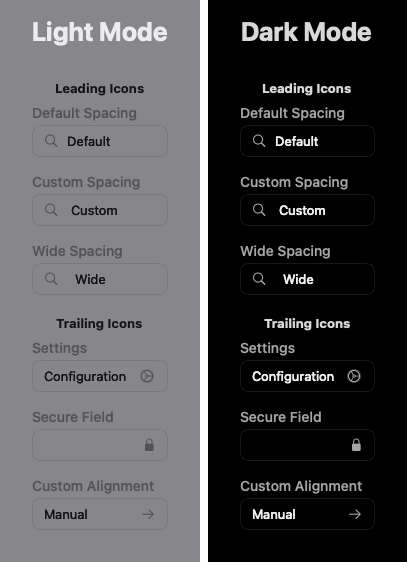 Light Mode
Leading Icons
Default Spacing
Default
Custom Spacing
Custom
Wide Spacing
Wide
Trailing Icons
Settings
Configuration
Secure Field
Custom Alignment
Manual
Dark Mode
Leading Icons
Default Spacing
Default
Custom Spacing
Custom
Wide Spacing
Wide
Trailing Icons
Settings
Configuration
Secure Field
Custom Alignment
Manual